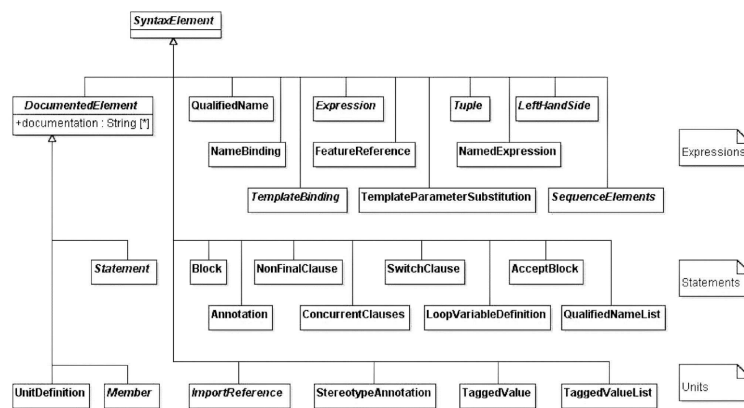 SyntaxElement
DocumentedElement
+documentation : String [*]
QualifiedName
Expression
Tuple
LeftHandSide
NameBinding
FeatureReference
NamedExpression
Expressions
TemplateBinding
TemplateParameterSubstitution
SequenceElements
Statement
Block
NonFinalClause
SwitchClause
AcceptBlock
Statements
Annotation
ConcurrentClauses
LoopVariableDefinition
QualifiedNameList
UnitDefinition
Member
ImportReference
StereotypeAnnotation
TaggedValue
TaggedValueList
Units